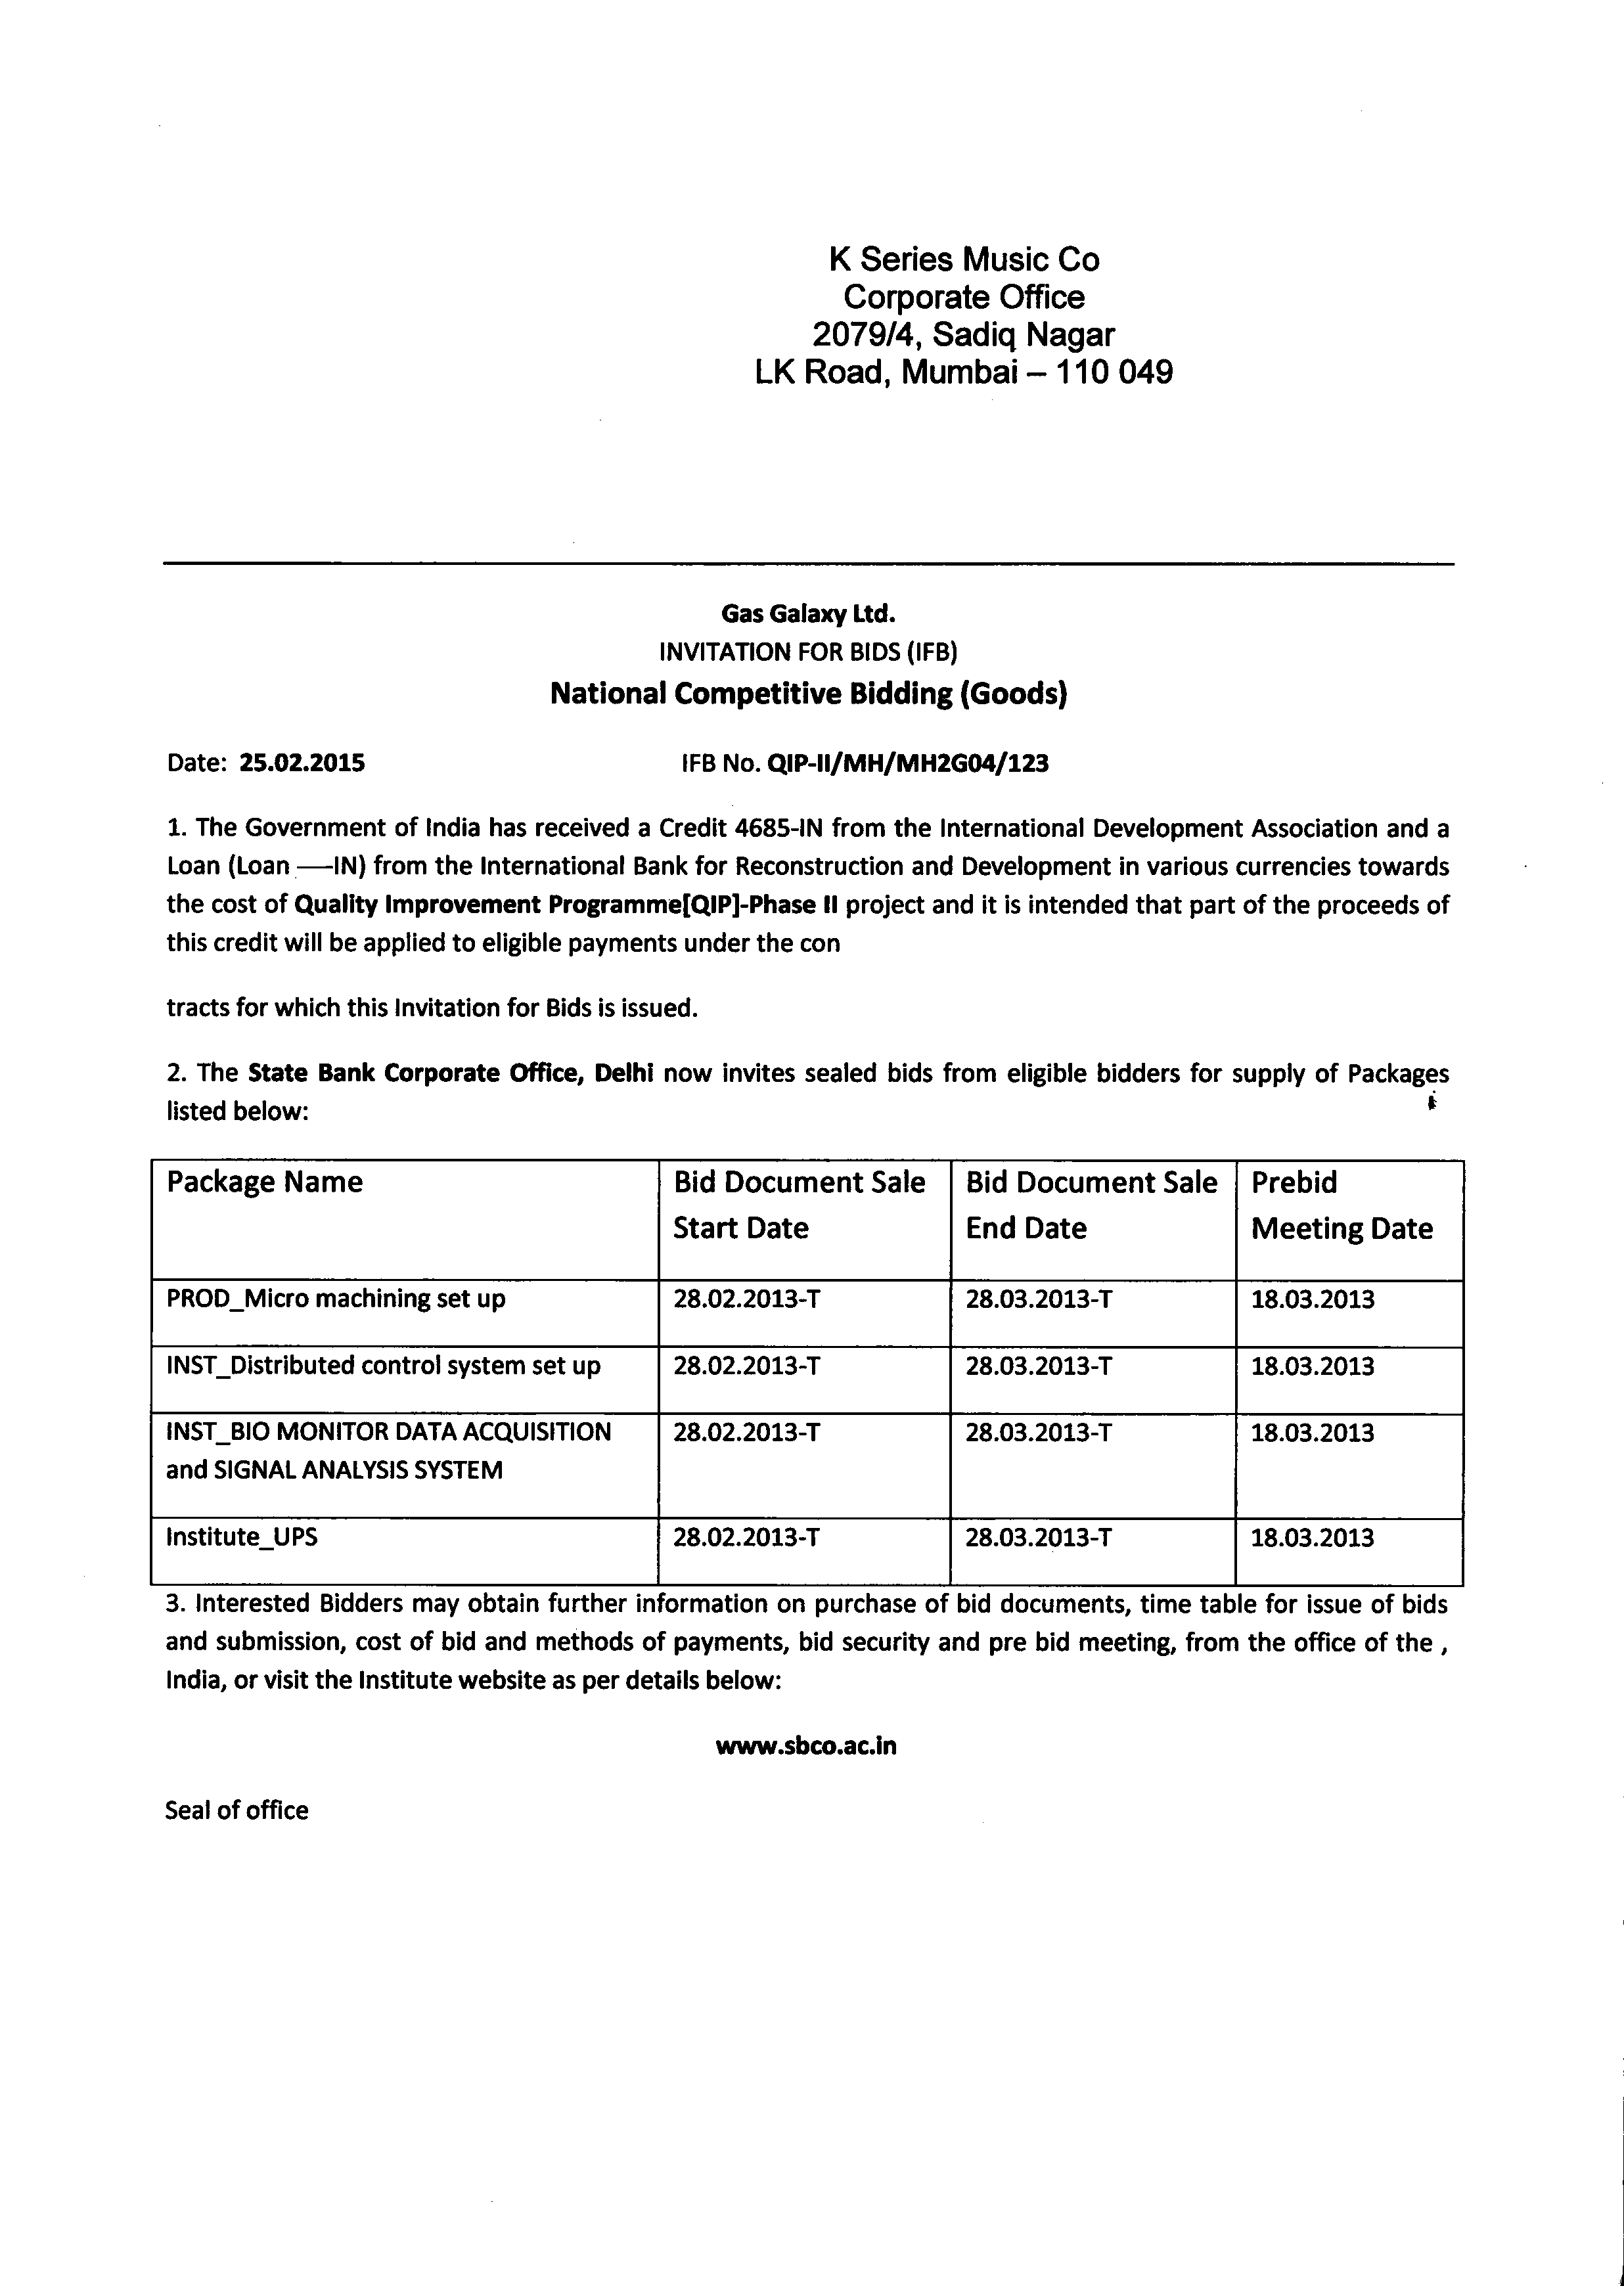 K Series Music Co
Corporate Office
2079/4, Sadiq Nagar
LK Road, Mumbai – 110 049
Gas Galaxy Ltd.
INVITATION FOR BIDS (IFB)
National Competitive Bidding (Goods)
Date: 25.02.2015 IFB No. QIP-II/MH/MH2G04/123
1. The Government of India has received a Credit 4685-IN from the International Development Association and a
Loan (Loan —–IN) from the International Bank for Reconstruction and Development in various currencies towards
the cost of Quality Improvement Programme[QIP]-Phase II project and it is intended that part of the proceeds of
this credit will be applied to eligible payments under the con
tracts for which this Invitation for Bids is issued.
2. The State Bank Corporate Office, Delhi now invites sealed bids from eligible bidders for supply of Packages
listed below:
Package Name Bid Document Sale Bid Document Sale Prebid
Start Date End Date Meeting Date
PROD_Micro machining set up 28.02.2013-T 28.03.2013-T 18.03.2013
INST_Distributed control system set up 28.02.2013-T 28.03.2013-T 18.03.2013
INST_BIO MONITOR DATA ACQUISITION 28.02.2013-T 28.03.2013-T 18.03.2013
and SIGNAL ANALYSIS SYSTEM
Institute_UPS 28.02.2013-T 28.03.2013-T 18.03.2013
3. Interested Bidders may obtain further information on purchase of bid documents, time table for issue of bids
and submission, cost of bid and methods of payments, bid security and pre bid meeting, from the office of the ,
India, or visit the Institute website as per details below:
www.sbco.ac.in
Seal of office